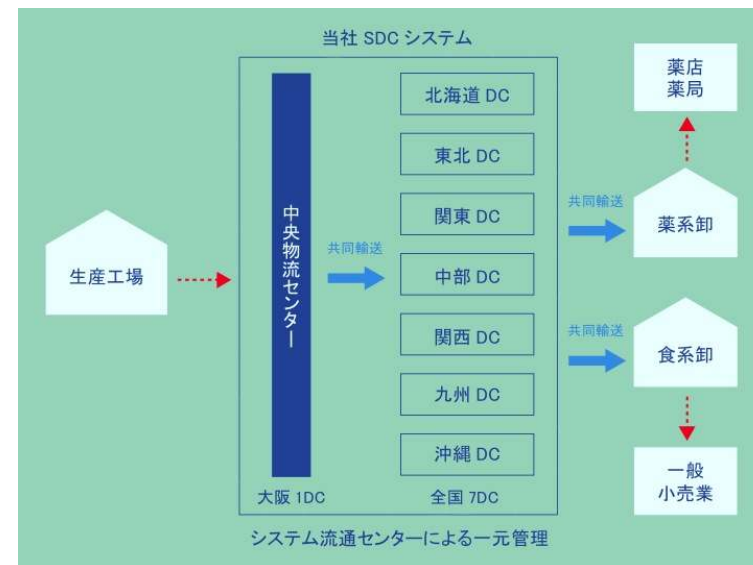 当社 SDC システム
生産工場
中央物流センター
大阪 1DC
共同輸送
北海道 DC
東北 DC
関東 DC
中部 DC
関西 DC
九州 DC
沖縄 DC
全国 7DC
共同輸送
薬系卸
薬店
薬局
共同輸送
食系卸
一般
小売業
システム流通センターによる一元管理